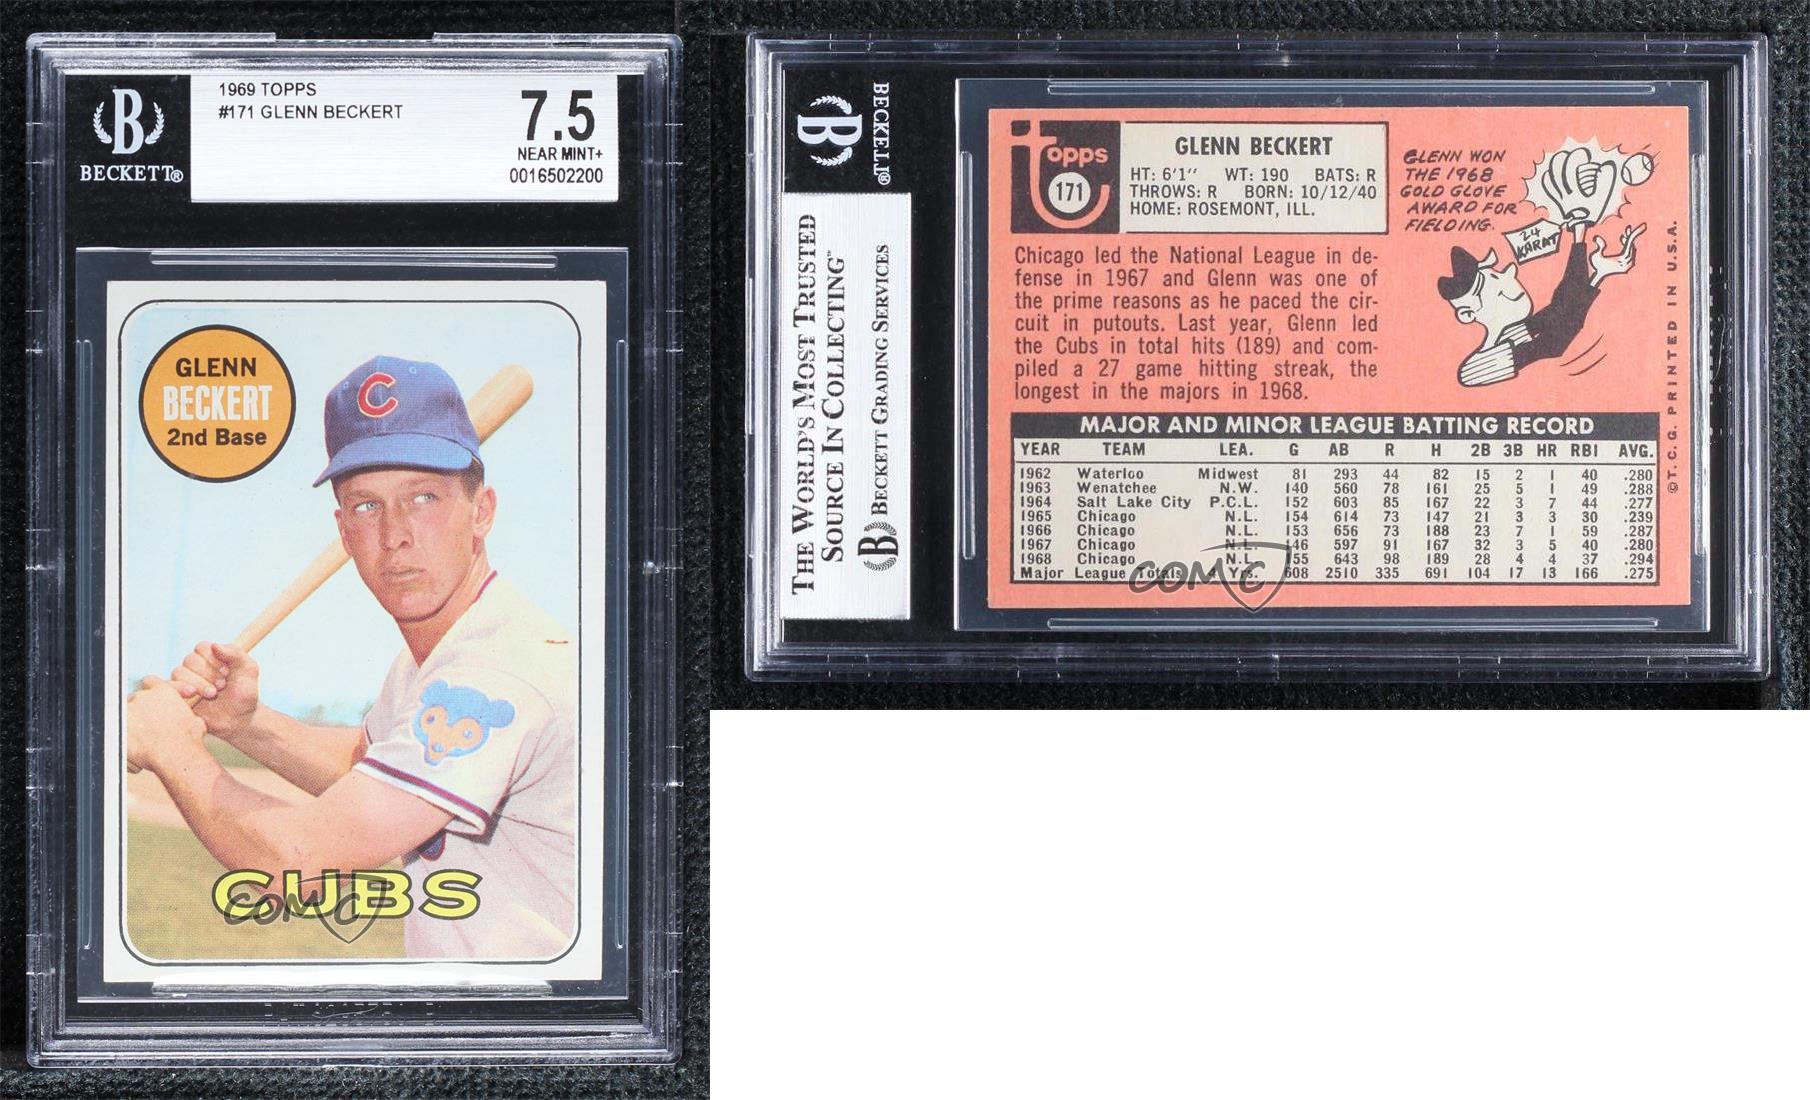 B
BECKETT®
1969 TOPPS
#171 GLENN BECKERT
7.5
NEAR MINT+
0016502200
GLENN
BECKERT
2nd Base
C
CUBS
COMC
B
BECKETT®
THE WORLD'S MOST TRUSTED
SOURCE IN COLLECTING™
B BECKETT GRADING SERVICES
Topps
171
GLENN BECKERT
HT: 6'1" WT: 190 BATS: R
THROWS: R BORN: 10/12/40
HOME: ROSEMONT, ILL.
GLENN WON
THE 1968
GOLD GLOVE
AWARD FOR
FIELDING.
24
KARAT
Chicago led the National League in de-
fense in 1967 and Glenn was one of
the prime reasons as he paced the cir-
cuit in putouts. Last year, Glenn led
the Cubs in total hits (189) and com-
piled a 27 game hitting streak, the
longest in the majors in 1968.
MAJOR AND MINOR LEAGUE BATTING RECORD
YEAR TEAM LEA. G AB R H 2B 3B HR RBI AVG.
1962 Waterloo Midwest 81 293 44 82 15 2 1 40 .280
1963 Wenatchee N.W. 140 560 78 161 25 5 1 49 .288
1964 Salt Lake City P.C.L. 152 603 85 167 22 3 7 44 .277
1965 Chicago N.L. 154 614 73 147 21 3 3 30 .239
1966 Chicago N.L. 153 656 73 188 23 7 1 59 .287
1967 Chicago N.L. 146 597 91 167 32 3 5 40 .280
1968 Chicago N.L. 155 643 98 189 28 4 4 37 .294
Major League Totals 4 Yrs. 608 2510 335 691 104 17 13 166 .275
COMC
© T.C.G. PRINTED IN U.S.A.